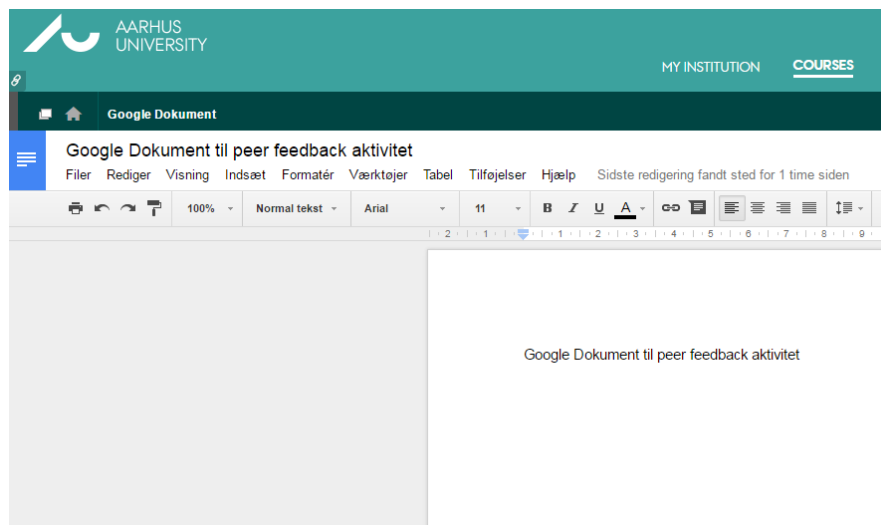 AARHUS
UNIVERSITY
MY INSTITUTION COURSES
Google Dokument
Google Dokument til peer feedback aktivitet
Filer Rediger Visning Indsæt Formatér Værktøjer Tabel Tilføjelser Hjælp Sidste redigering fandt sted for 1 time siden
100% Normal tekst Arial 11 B I U A
2 1 1 2 3 4 5 6 7 8 9
Google Dokument til peer feedback aktivitet